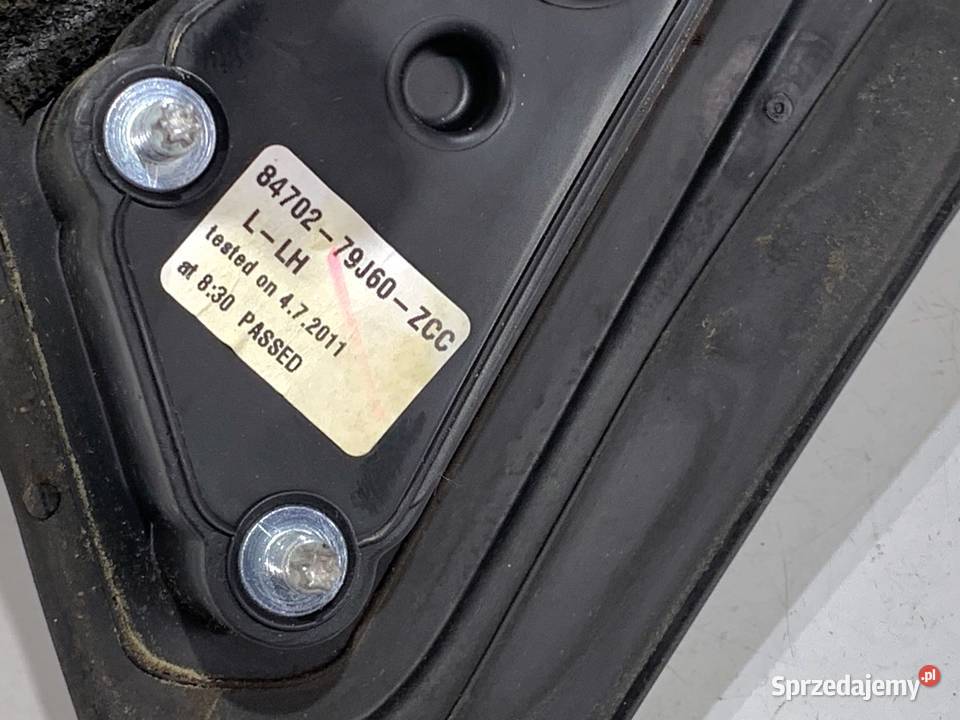 84702-79J60-ZCC
L-LH
tested on 4.7.2011
at 8:30 PASSED
Sprzedajemy.pl